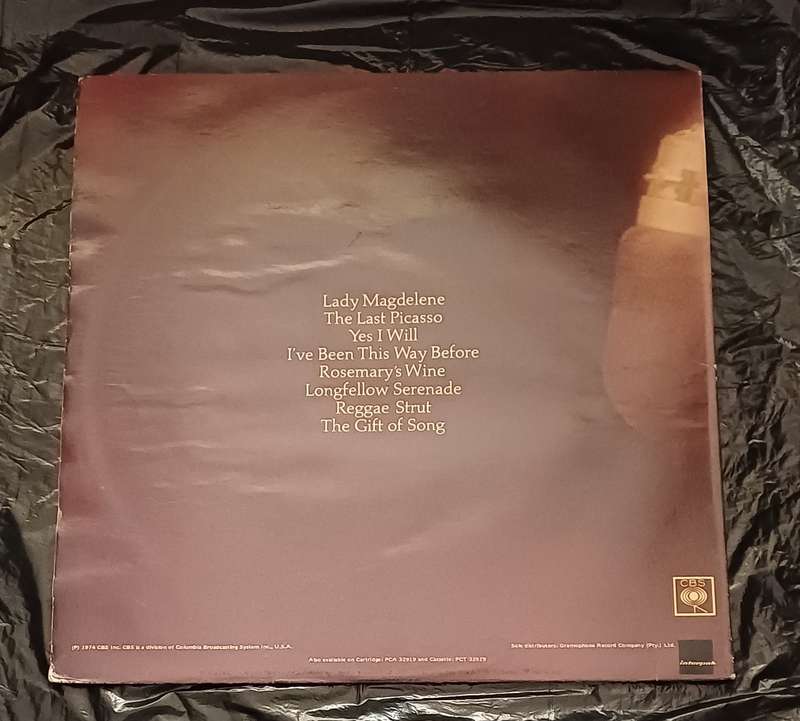 Lady Magdelene
The Last Picasso
Yes I Will
I've Been This Way Before
Rosemary's Wine
Longfellow Serenade
Reggae Strut
The Gift of Song
CBS
(P) 1974 CBS Inc. CBS is a division of Columbia Broadcasting System Inc., U.S.A.
Sole distributors: Gramophone Record Company (Pty.) Ltd.
Also available on Cartridge: PCA 32919 and Cassette: PCT 32919
interpak